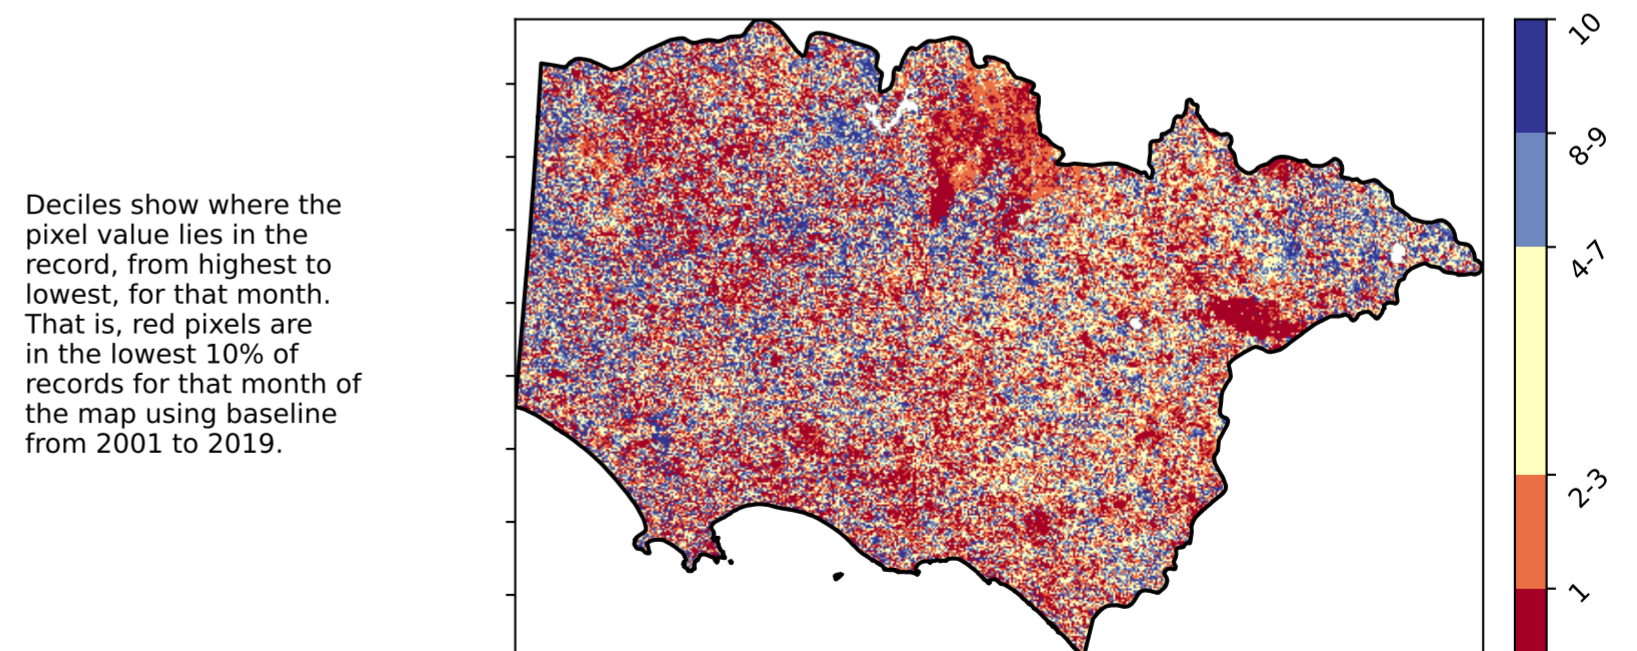 Deciles show where the
pixel value lies in the
record, from highest to
lowest, for that month.
That is, red pixels are
in the lowest 10% of
records for that month of
the map using baseline
from 2001 to 2019.
10
8-9
4-7
2-3
1